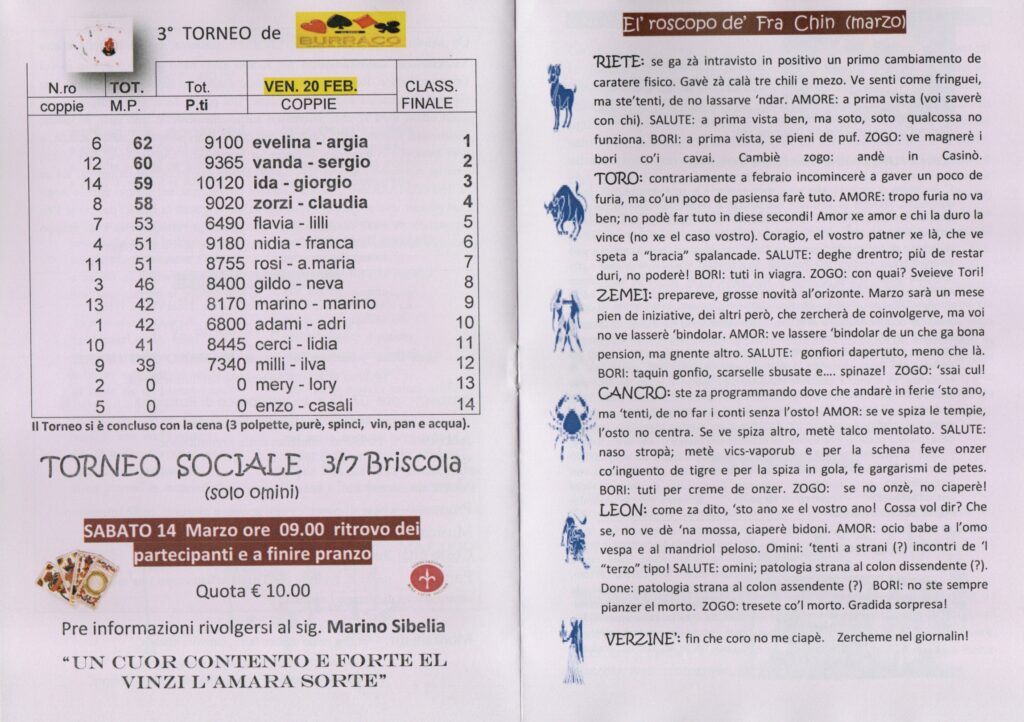 3° TORNEO de BURRACO
N.ro TOT. Tot. VEN. 20 FEB. CLASS.
coppie M.P. P.ti COPPIE FINALE
6 62 9100 evelina - argia 1
12 60 9365 vanda - sergio 2
14 59 10120 ida - giorgio 3
8 58 9020 zorzi - claudia 4
7 53 6490 flavia - lilli 5
4 51 9180 nidia - franca 6
11 51 8755 rosi - a.maria 7
3 46 8400 gildo - neva 8
13 42 8170 marino - marino 9
1 42 6800 adami - adri 10
10 41 8445 cerci - lidia 11
9 39 7340 milli - ilva 12
2 0 0 mery - lory 13
5 0 0 enzo - casali 14
Il Torneo si è concluso con la cena (3 polpette, purè, spinci, vin, pan e acqua).
TORNEO SOCIALE 3/7 Briscola
(solo omini)
SABATO 14 Marzo ore 09.00 ritrovo dei
partecipanti e a finire pranzo
Quota € 10.00
Pre informazioni rivolgersi al sig. Marino Sibelia
“UN CUOR CONTENTO E FORTE EL
VINZI L’AMARA SORTE”
El’ roscopo de’ Fra Chin (marzo)
‘RIETE: se ga zà intravisto in positivo un primo cambiamento de
caratere fisico. Gavè zà calà tre chili e mezo. Ve senti come fringuei,
ma ste’tenti, de no lassarve ‘ndar. AMORE: a prima vista (voi saverè
con chi). SALUTE: a prima vista ben, ma soto, soto qualcossa no
funziona. BORI: a prima vista, se pieni de puf. ZOGO: ve magnerè i
bori co’i cavai. Cambiè zogo: andè in Casinò.
TORO: contrariamente a febraio incomincerè a gaver un poco de
furia, ma co’un poco de pasiensa farè tuto. AMORE: tropo furia no va
ben; no podè far tuto in diese secondi! Amor xe amor e chi la duro la
vince (no xe el caso vostro). Coragio, el vostro patner xe là, che ve
speta a “bracia” spalancade. SALUTE: deghe drento; più de restar
duri, no poderè! BORI: tuti in viagra. ZOGO: con quai? Sveieve Tori!
ZEMEI: prepareve, grosse novità al’orizonte. Marzo sarà un mese
pien de iniziative, dei altri però, che zercherà de coinvolgerve, ma voi
no ve lasserè ‘bindolar. AMOR: ve lassere ‘bindolar de un che ga bona
pension, ma gnente altro. SALUTE: gonfiori dapertuto, meno che là.
BORI: taquin gonfio, scarselle sbusate e…. spinaze! ZOGO: ‘ssai cul!
CANCRO: ste za programmando dove che andarè in ferie ‘sto ano,
ma ‘tenti, de no far i conti senza l’osto! AMOR: se ve spiza le tempie,
l’osto no centra. Se ve spiza altro, metè talco mentolato. SALUTE:
naso stropà; metè vics-vaporub e per la schena feve onzer
co’inguento de tigre e per la spiza in gola, fe gargarismi de petes.
BORI: tuti per creme de onzer. ZOGO: se no onzè, no ciaperè!
LEON: come za dito, ‘sto ano xe el vostro ano! Cossa vol dir? Che
se, no ve dè ‘na mossa, ciaperè bidoni. AMOR: ocio babe a l’omo
vespa e al mandriol peloso. Omini: ‘tenti a strani (?) incontri de ‘l
“terzo” tipo! SALUTE: omini; patologia strana al colon dissendente (?).
Done: patologia strana al colon assendente (?) BORI: no ste sempre
pianzer el morto. ZOGO: tresete co’l morto. Gradida sorpresa!
VERZINE’: fin che coro no me ciapè. Zercheme nel giornalin!